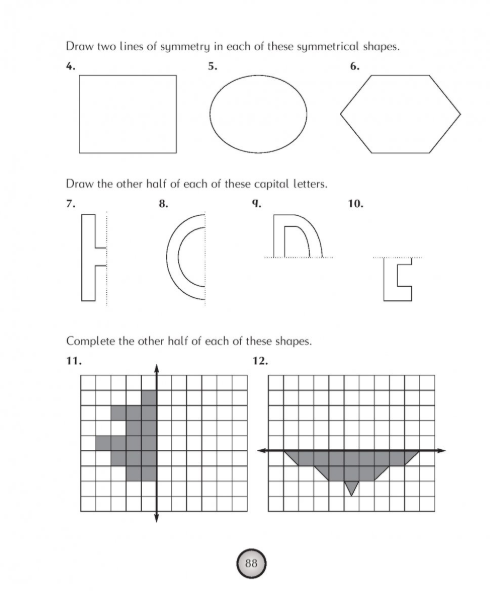 Draw two lines of symmetry in each of these symmetrical shapes.
4. 5. 6.
Draw the other half of each of these capital letters.
7. 8. 9. 10.
Complete the other half of each of these shapes.
11. 12.
88